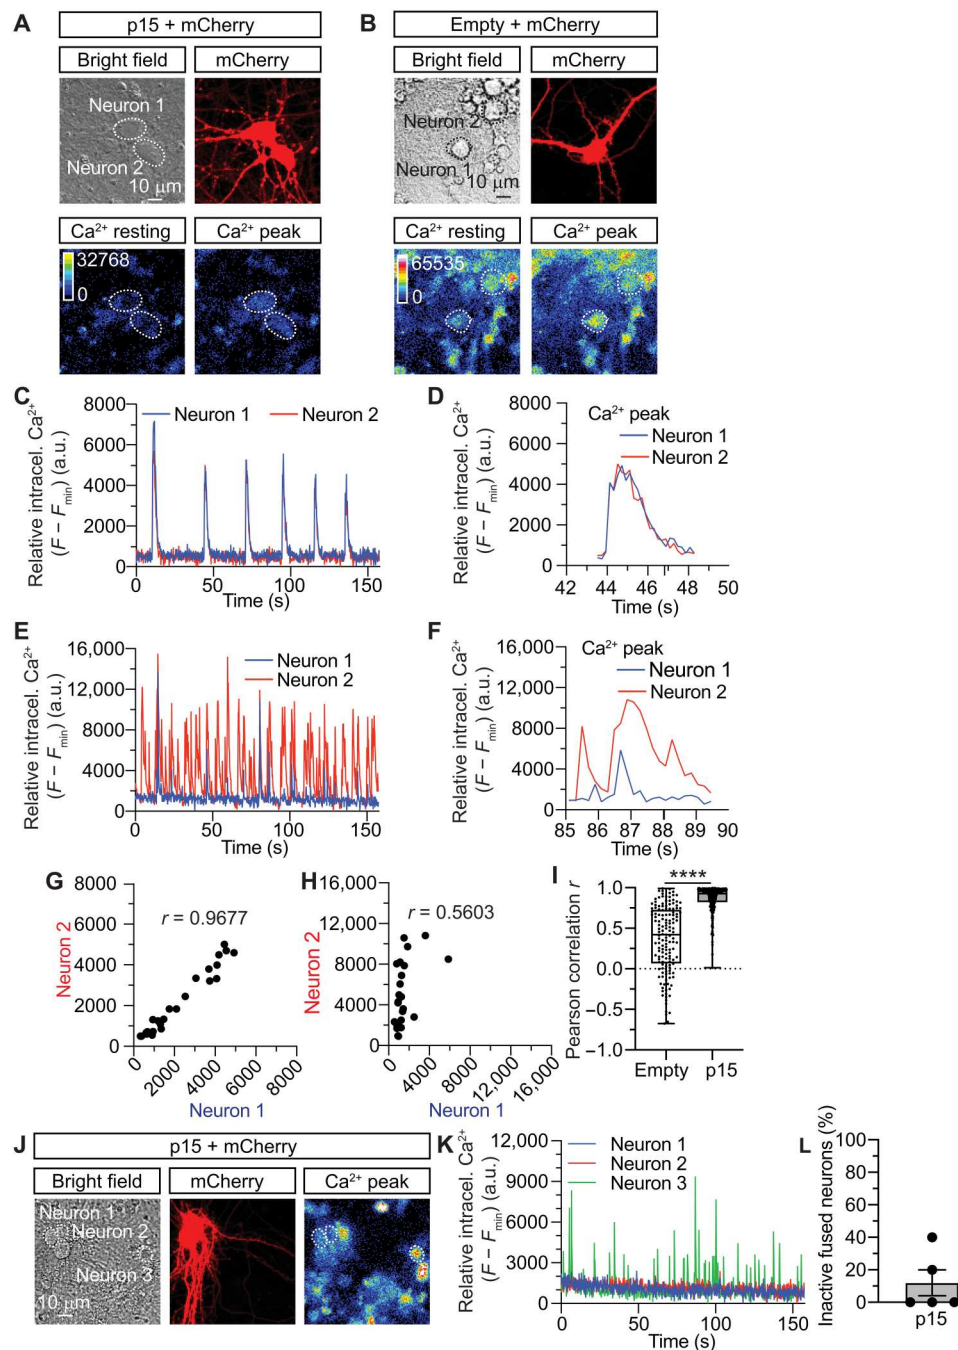 A
p15 + mCherry
Bright field
mCherry
Neuron 1
Neuron 2
10 μm
Ca²⁺ resting
Ca²⁺ peak
32768
0
B
Empty + mCherry
Bright field
mCherry
Neuron 2
Neuron 1
10 μm
Ca²⁺ resting
Ca²⁺ peak
65535
0
C
Relative intracel. Ca²⁺
(F − Fmin) (a.u.)
8000
6000
4000
2000
0
Neuron 1
Neuron 2
0 50 100 150
Time (s)
D
Relative intracel. Ca²⁺
(F − Fmin) (a.u.)
8000
6000
4000
2000
0
Ca²⁺ peak
Neuron 1
Neuron 2
42 44 46 48 50
Time (s)
E
Relative intracel. Ca²⁺
(F − Fmin) (a.u.)
16,000
12,000
8000
4000
0
Neuron 1
Neuron 2
0 50 100 150
Time (s)
F
Relative intracel. Ca²⁺
(F − Fmin) (a.u.)
16,000
12,000
8000
4000
0
Ca²⁺ peak
Neuron 1
Neuron 2
85 86 87 88 89 90
Time (s)
G
Neuron 2
8000
6000
4000
2000
0
r = 0.9677
0 2000 4000 6000 8000
Neuron 1
H
Neuron 2
16,000
12,000
8000
4000
0
r = 0.5603
0 4000 8000 12,000 16,000
Neuron 1
I
Pearson correlation r
1.0
0.5
0.0
−0.5
−1.0
****
Empty p15
J
p15 + mCherry
Bright field
mCherry
Ca²⁺ peak
Neuron 1
Neuron 2
Neuron 3
10 μm
K
Relative intracel. Ca²⁺
(F − Fmin) (a.u.)
12,000
9000
6000
3000
0
Neuron 1
Neuron 2
Neuron 3
0 50 100 150
Time (s)
L
Inactive fused neurons (%)
100
80
60
40
20
0
p15